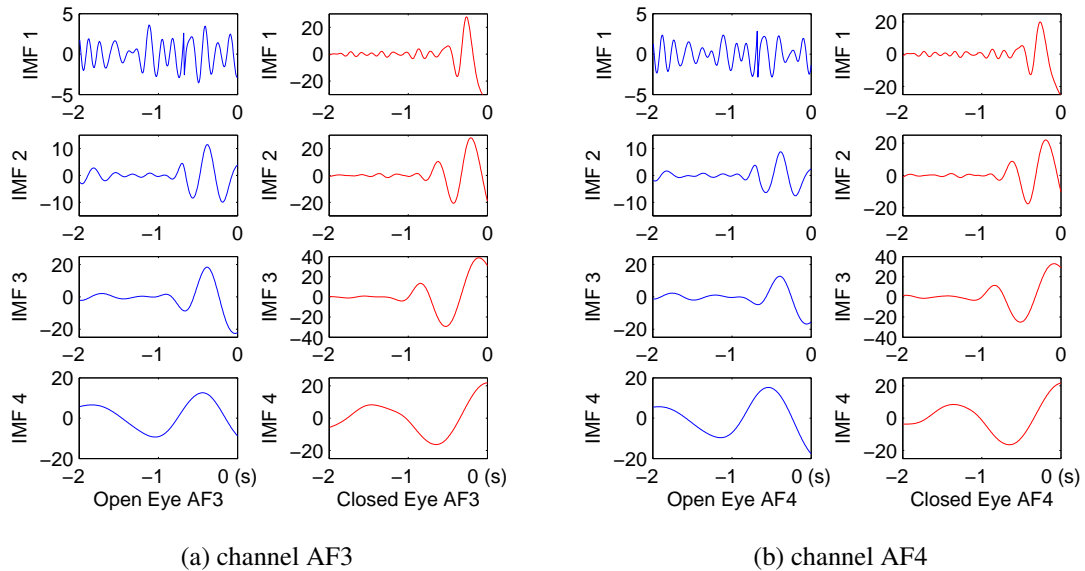 IMF 1
5
0
5
−2 −1 0
IMF 1
20
0
−20
−2 −1 0
IMF 2
10
0
−10
−2 −1 0
IMF 2
20
0
−20
−2 −1 0
IMF 3
20
0
−20
−2 −1 0
IMF 3
40
20
0
−20
−40
−2 −1 0
IMF 4
20
0
−20
−2 −1 0 (s)
Open Eye AF3
IMF 4
20
0
−20
−2 −1 0 (s)
Closed Eye AF3
(a) channel AF3
IMF 1
5
0
5
−2 −1 0
IMF 1
20
0
−20
−2 −1 0
IMF 2
10
0
−10
−2 −1 0
IMF 2
20
0
−20
−2 −1 0
IMF 3
20
0
−20
−2 −1 0
IMF 3
40
20
0
−20
−40
−2 −1 0
IMF 4
20
0
−20
−2 −1 0 (s)
Open Eye AF4
IMF 4
20
0
−20
−2 −1 0 (s)
Closed Eye AF4
(b) channel AF4